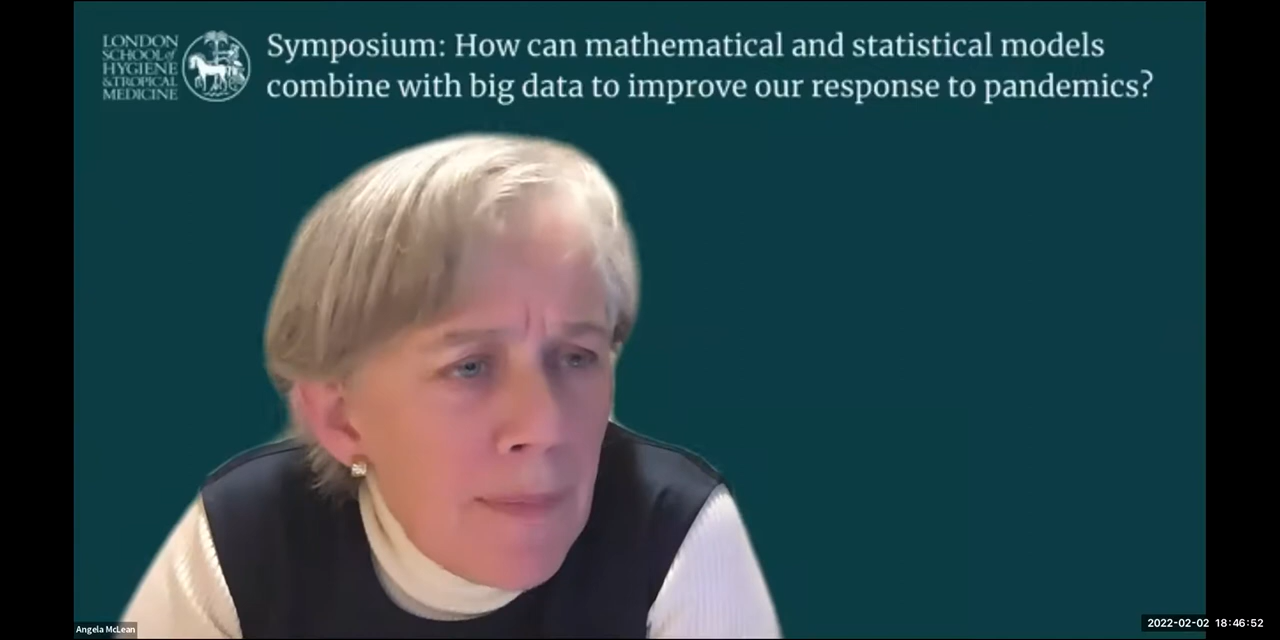 LONDON
SCHOOL of
HYGIENE
& TROPICAL
MEDICINE
Symposium: How can mathematical and statistical models
combine with big data to improve our response to pandemics?
Angela McLean
2022-02-02 18:46:52